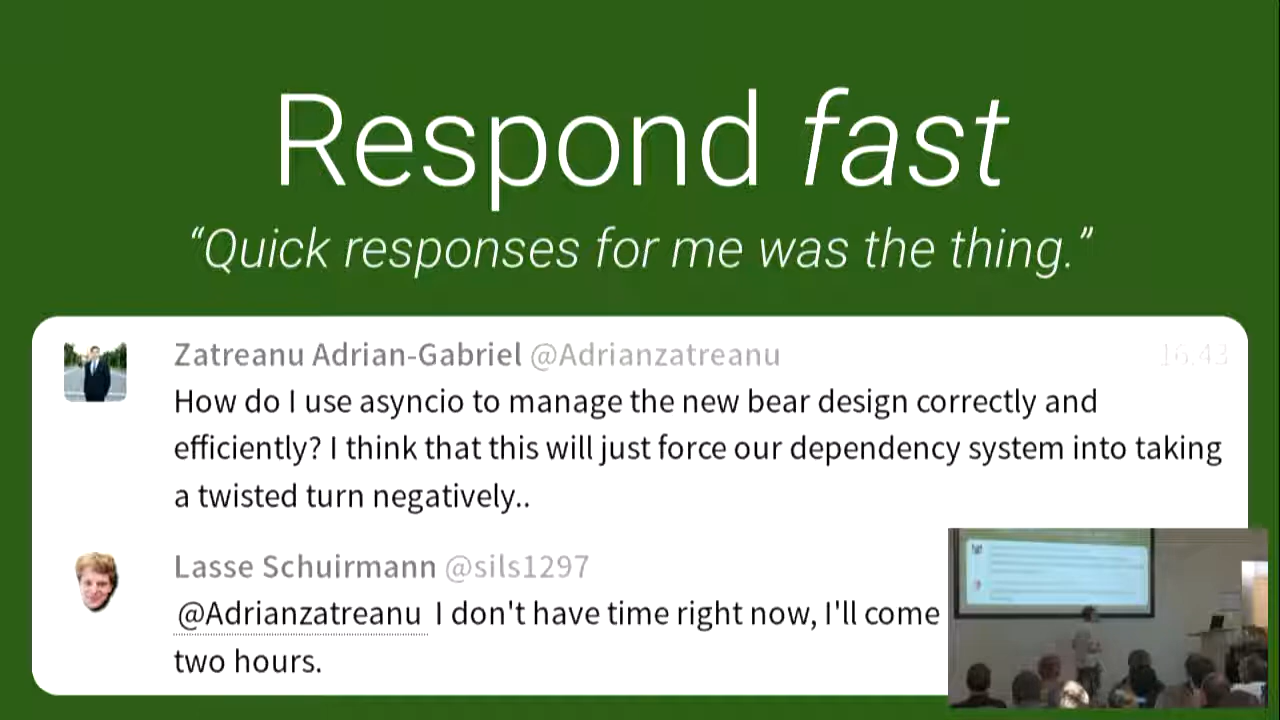 Respond fast
“Quick responses for me was the thing.”
Zatreanu Adrian-Gabriel @Adrianzatreanu 16:43
How do I use asyncio to manage the new bear design correctly and
efficiently? I think that this will just force our dependency system into taking
a twisted turn negatively..
Lasse Schuirmann @sils1297
@Adrianzatreanu I don't have time right now, I'll come
two hours.